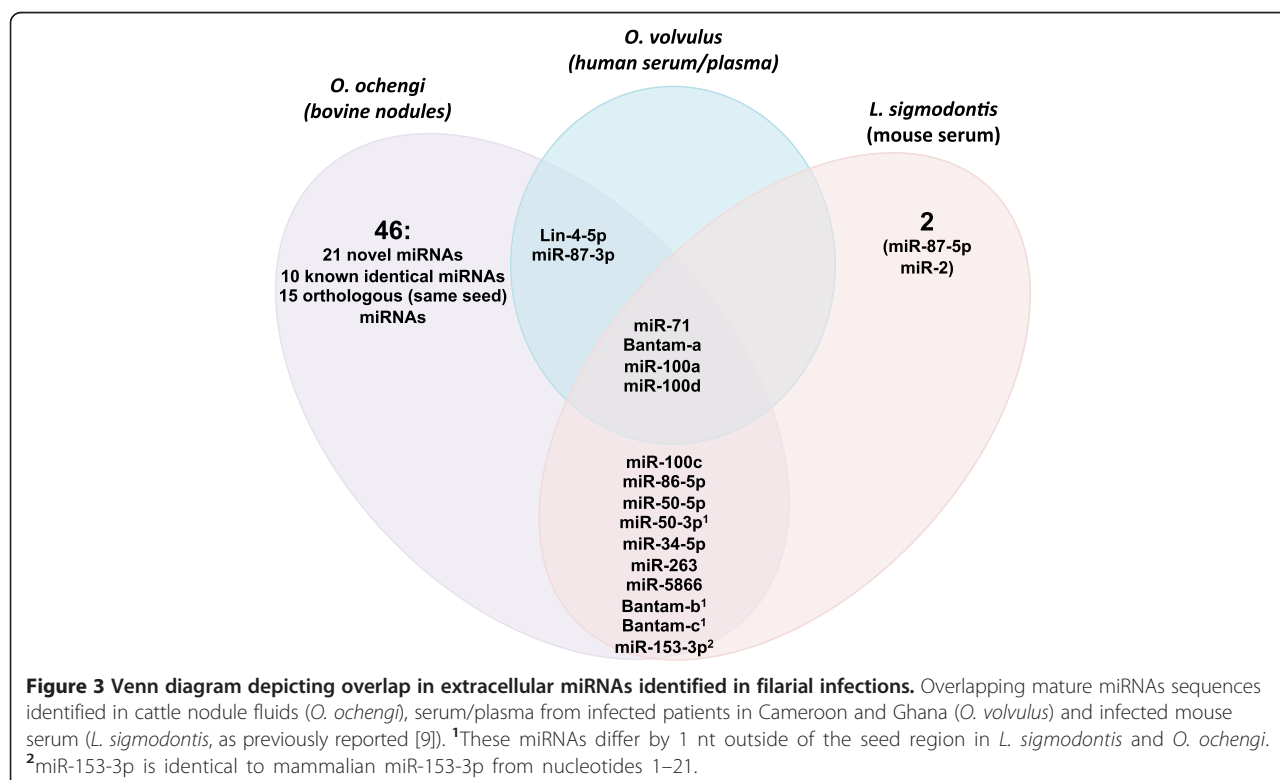 O. volvulus
(human serum/plasma)
O. ochengi
(bovine nodules)
L. sigmodontis
(mouse serum)
46:
21 novel miRNAs
10 known identical miRNAs
15 orthologous (same seed)
miRNAs
Lin-4-5p
miR-87-3p
2
(miR-87-5p
miR-2)
miR-71
Bantam-a
miR-100a
miR-100d
miR-100c
miR-86-5p
miR-50-5p
miR-50-3p¹
miR-34-5p
miR-263
miR-5866
Bantam-b¹
Bantam-c¹
miR-153-3p²
Figure 3 Venn diagram depicting overlap in extracellular miRNAs identified in filarial infections. Overlapping mature miRNAs sequences
identified in cattle nodule fluids (O. ochengi), serum/plasma from infected patients in Cameroon and Ghana (O. volvulus) and infected mouse
serum (L. sigmodontis, as previously reported [9]). ¹These miRNAs differ by 1 nt outside of the seed region in L. sigmodontis and O. ochengi.
²miR-153-3p is identical to mammalian miR-153-3p from nucleotides 1–21.